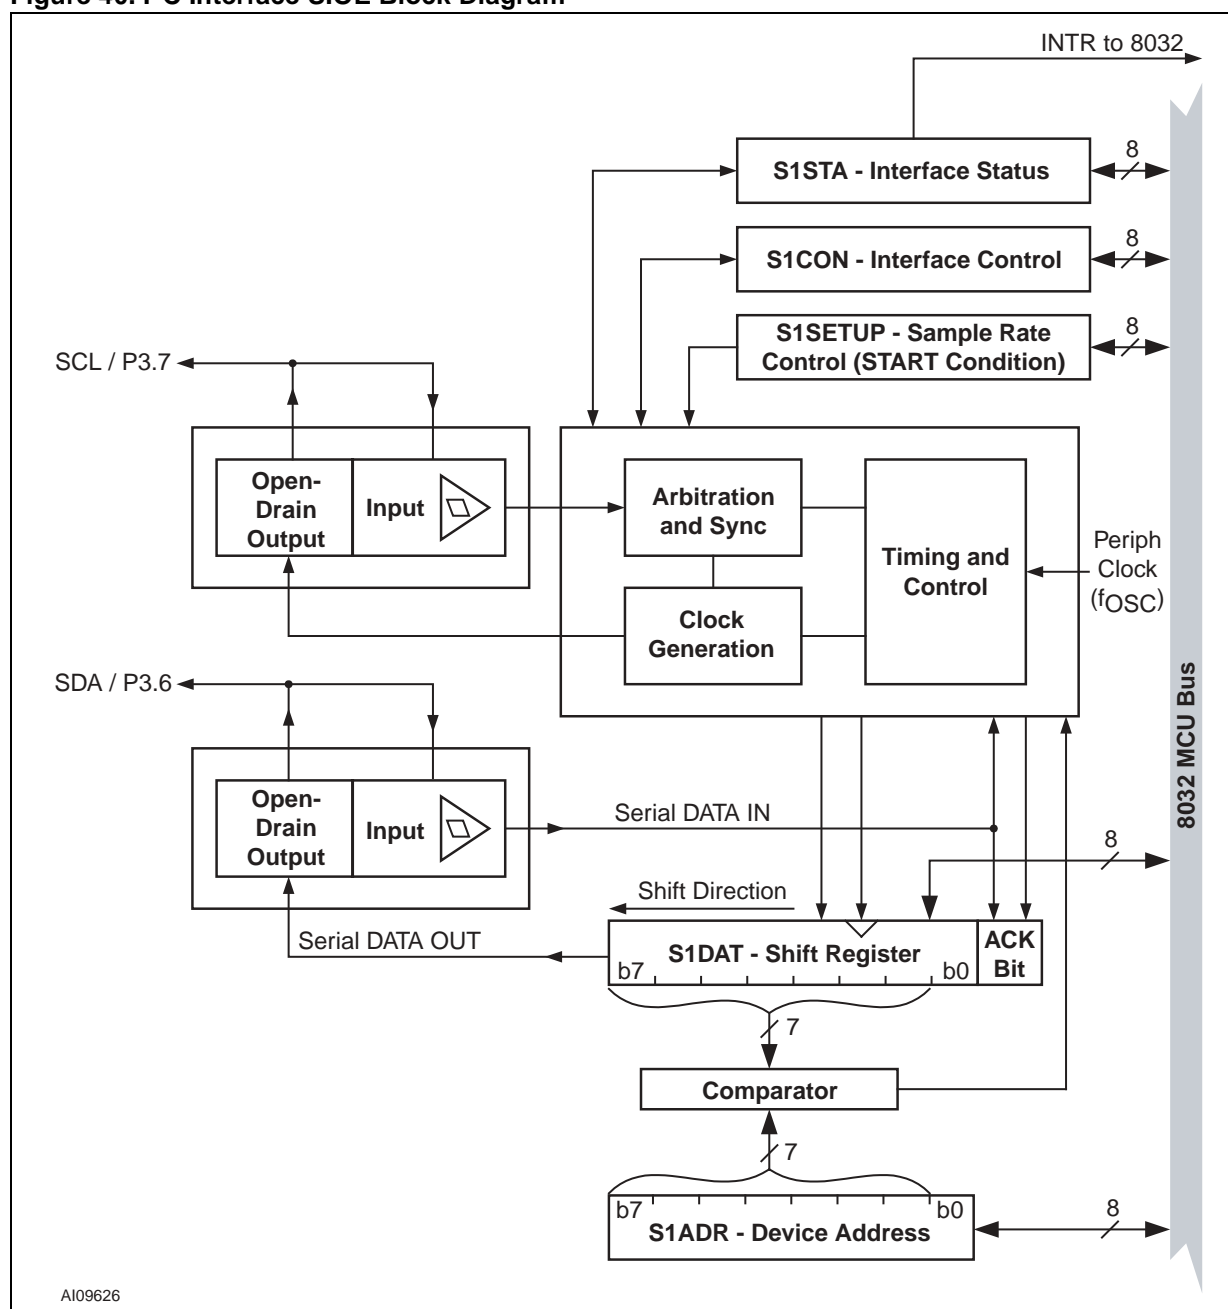 INTR to 8032
S1STA - Interface Status
8
S1CON - Interface Control
8
S1SETUP - Sample Rate
Control (START Condition)
8
SCL / P3.7
Open-
Drain
Output
Input
Arbitration
and Sync
Timing and
Control
Periph
Clock
(fOSC)
Clock
Generation
SDA / P3.6
8032 MCU Bus
Open-
Drain
Output
Input
Serial DATA IN
8
Shift Direction
Serial DATA OUT
S1DAT - Shift Register
b7
b0
ACK
Bit
7
Comparator
7
b7
b0
S1ADR - Device Address
8
AI09626